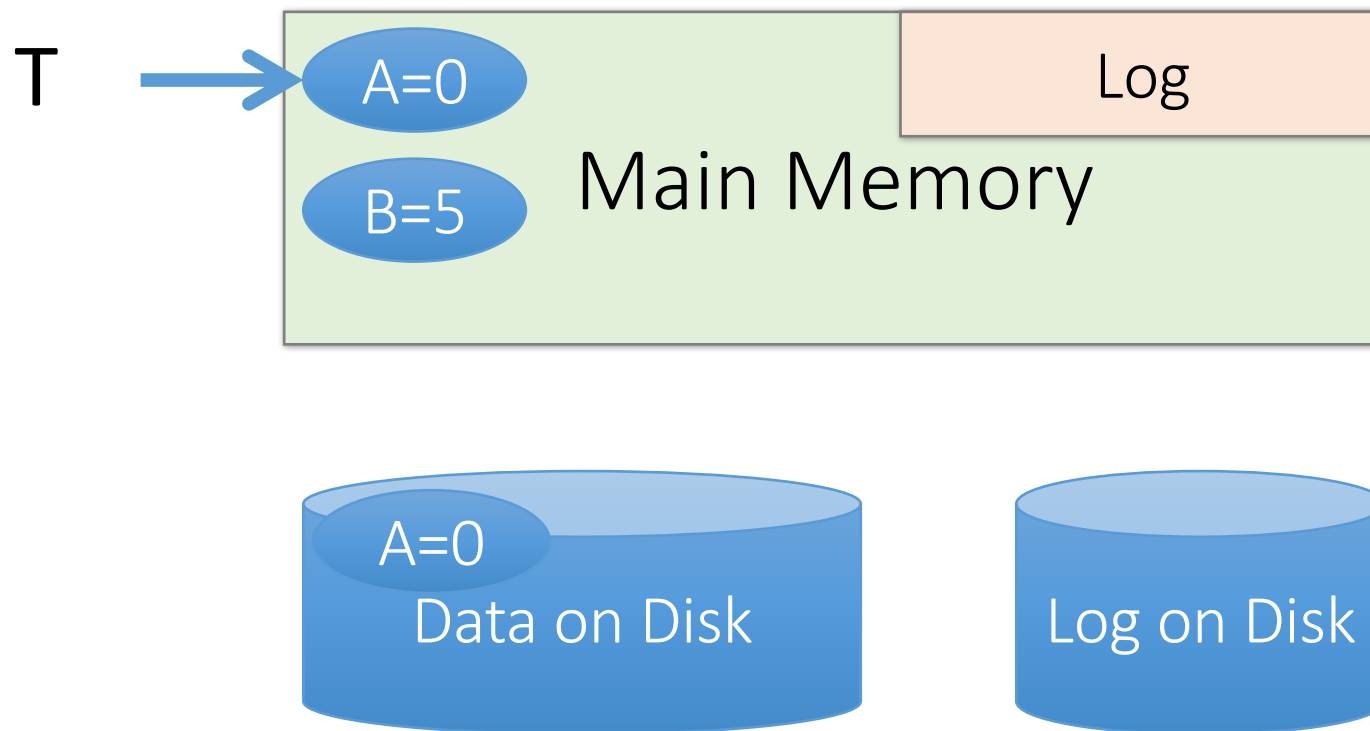 T
A=0
Log
Main Memory
B=5
A=0
Data on Disk
Log on Disk